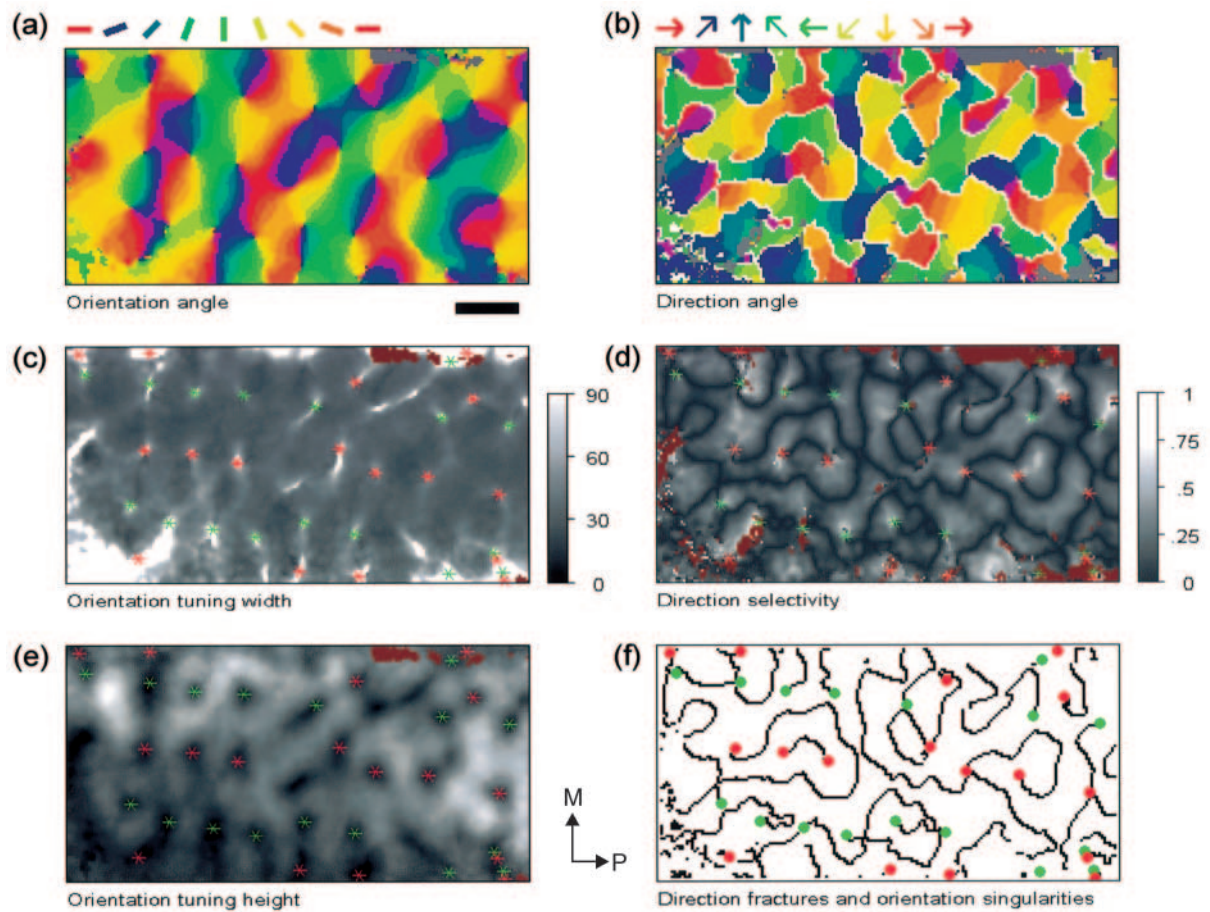 (a)
(b)
Orientation angle
Direction angle
(c)
90
60
30
0
Orientation tuning width
(d)
1
.75
.5
.25
0
Direction selectivity
(e)
Orientation tuning height
M
P
(f)
Direction fractures and orientation singularities